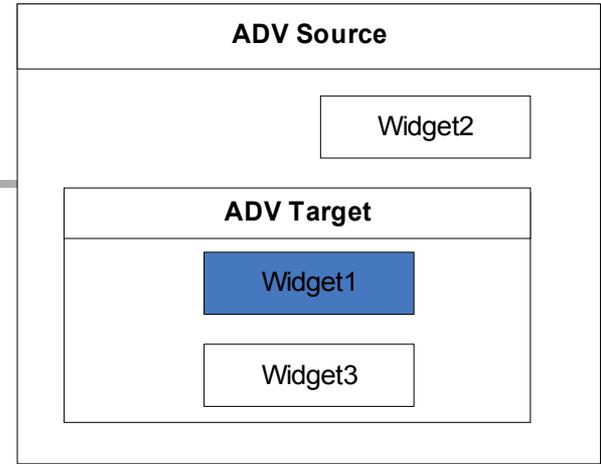 ADV Source
Widget2
ADV Target
Widget1
Widget3